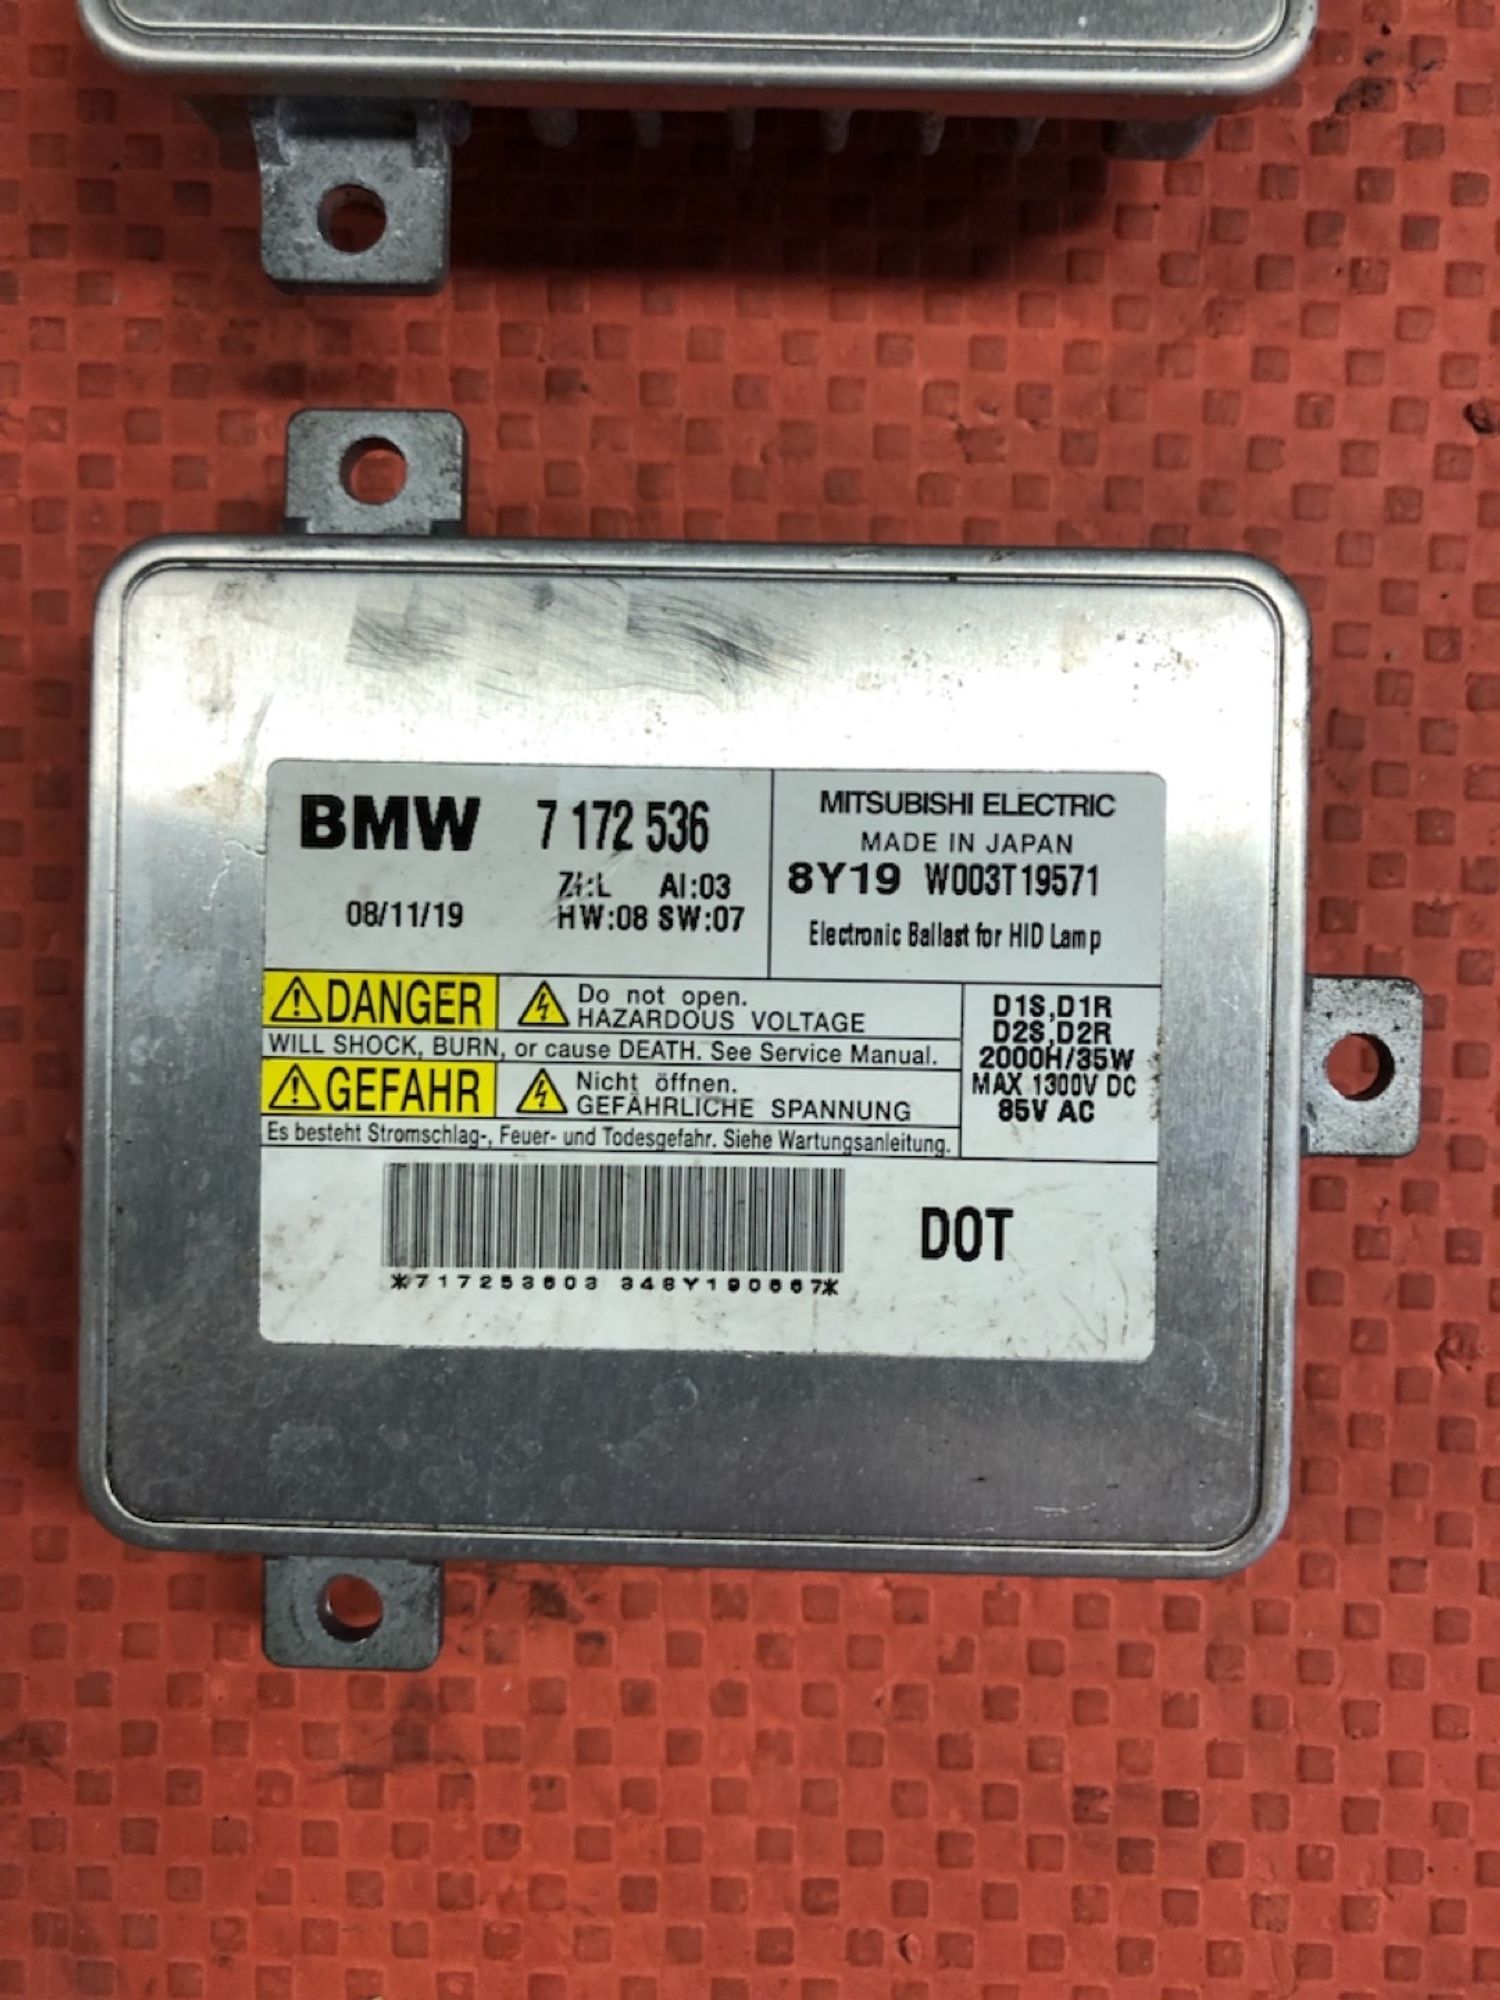 BMW 7 172 536
08/11/19
AI:03
HW:08 SW:07
MITSUBISHI ELECTRIC
MADE IN JAPAN
8Y19 W003T19571
Electronic Ballast for HID Lamp
DANGER
Do not open.
HAZARDOUS VOLTAGE
WILL SHOCK, BURN, or cause DEATH. See Service Manual.
GEFAHR
Nicht öffnen.
GEFÄHRLICHE SPANNUNG
Es besteht Stromschlag-, Feuer- und Todesgefahr. Siehe Wartungsanleitung.
D1S,D1R
D2S,D2R
2000H/35W
MAX 1300V DC
85V AC
DOT